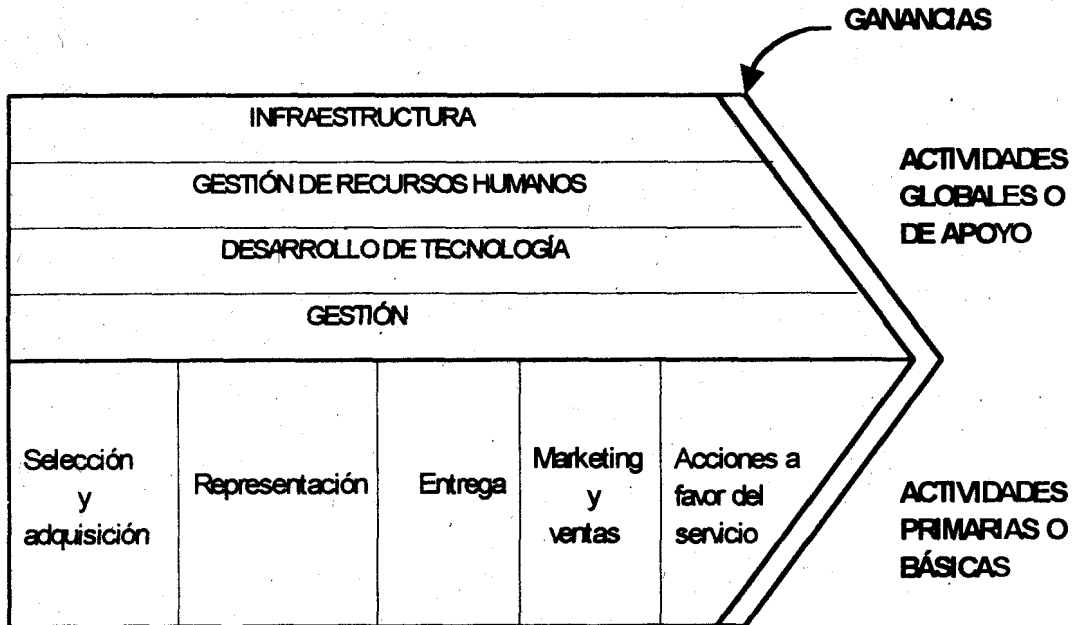 GANANCIAS
INFRAESTRUCTURA
GESTIÓN DE RECURSOS HUMANOS
DESARROLLO DE TECNOLOGÍA
GESTIÓN
ACTIVIDADES
GLOBALES O
DE APOYO
Selección
y
adquisición
Representación
Entrega
Marketing
y
ventas
Acciones a
favor del
servicio
ACTIVIDADES
PRIMARIAS O
BÁSICAS